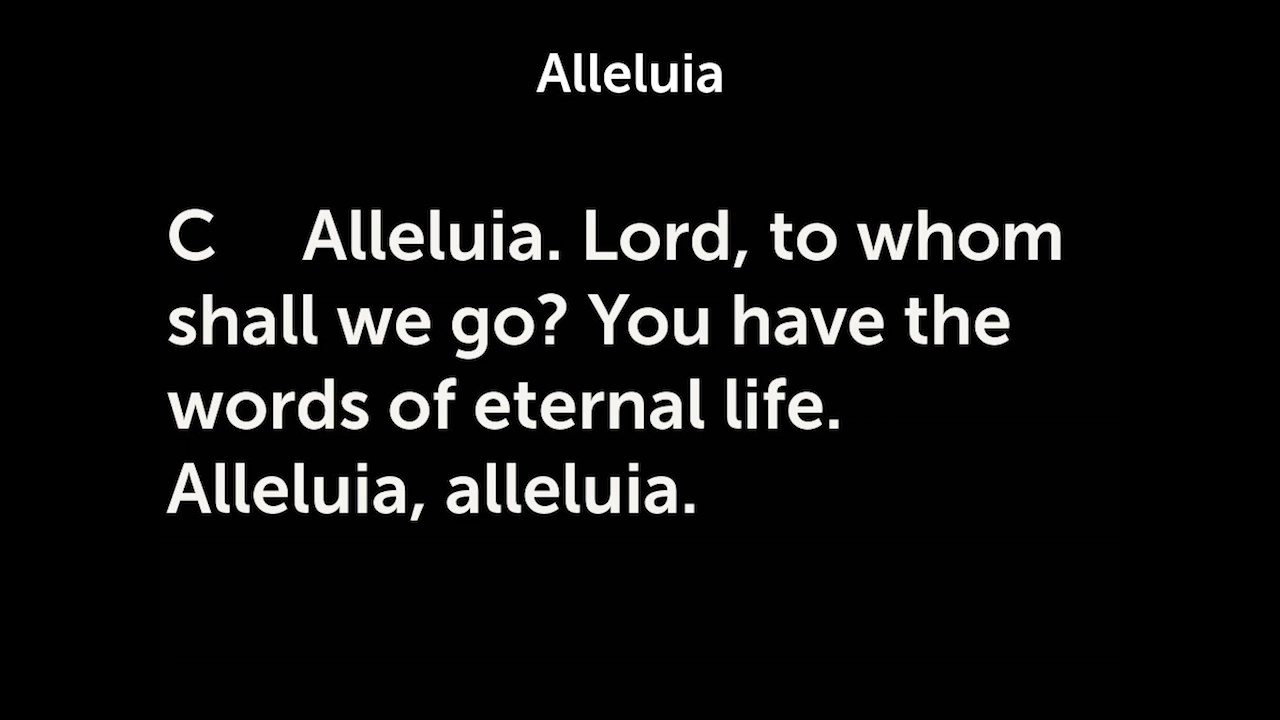 Alleluia
C Alleluia. Lord, to whom
shall we go? You have the
words of eternal life.
Alleluia, alleluia.